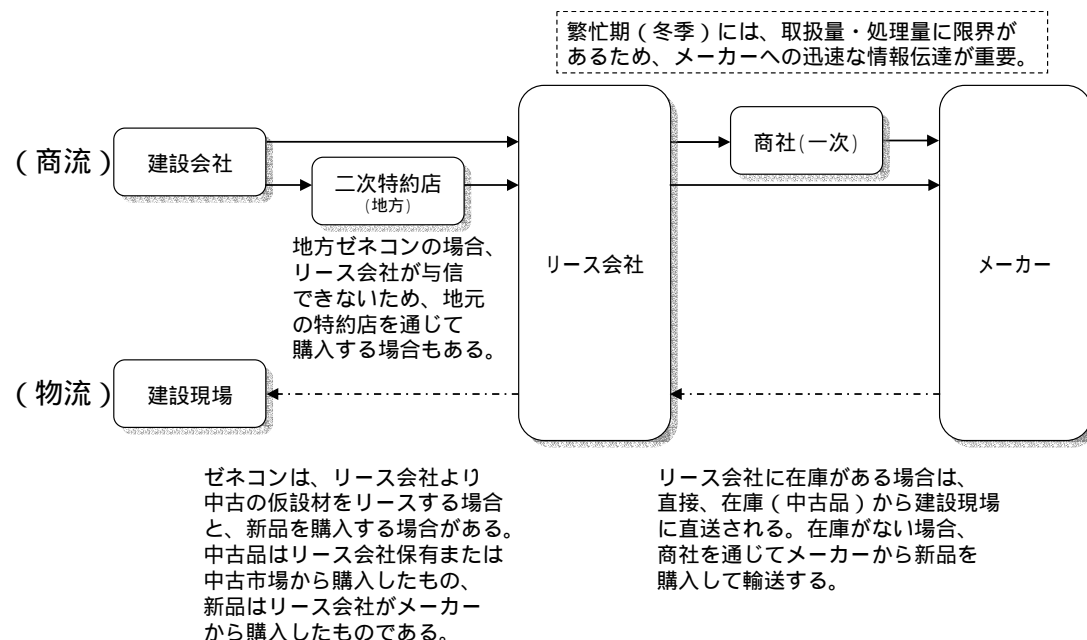 繁忙期（冬季）には、取扱量・処理量に限界が
あるため、メーカーへの迅速な情報伝達が重要。
（商流）
建設会社
二次特約店
(地方)
地方ゼネコンの場合、
リース会社が与信
できないため、地元
の特約店を通じて
購入する場合もある。
リース会社
商社(一次)
メーカー
（物流）
建設現場
ゼネコンは、リース会社より
中古の仮設材をリースする場合
と、新品を購入する場合がある。
中古品はリース会社保有または
中古市場から購入したもの、
新品はリース会社がメーカー
から購入したものである。
リース会社に在庫がある場合は、
直接、在庫（中古品）から建設現場
に直送される。在庫がない場合、
商社を通じてメーカーから新品を
購入して輸送する。